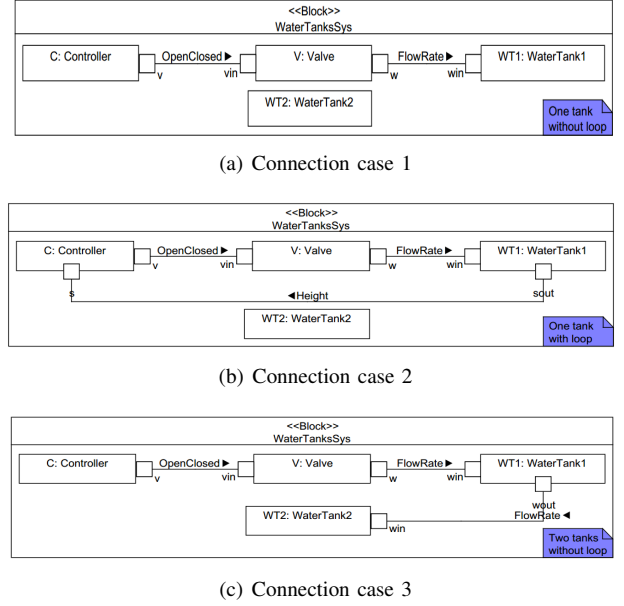 <<Block>>
WaterTanksSys
C: Controller OpenClosed▶ V: Valve FlowRate▶ WT1: WaterTank1
v vin w win
WT2: WaterTank2
One tank
without loop
(a) Connection case 1
<<Block>>
WaterTanksSys
C: Controller OpenClosed▶ V: Valve FlowRate▶ WT1: WaterTank1
v vin w win
s ◀Height sout
WT2: WaterTank2
One tank
with loop
(b) Connection case 2
<<Block>>
WaterTanksSys
C: Controller OpenClosed▶ V: Valve FlowRate▶ WT1: WaterTank1
v vin w win
wout
WT2: WaterTank2 FlowRate◀
win
Two tanks
without loop
(c) Connection case 3